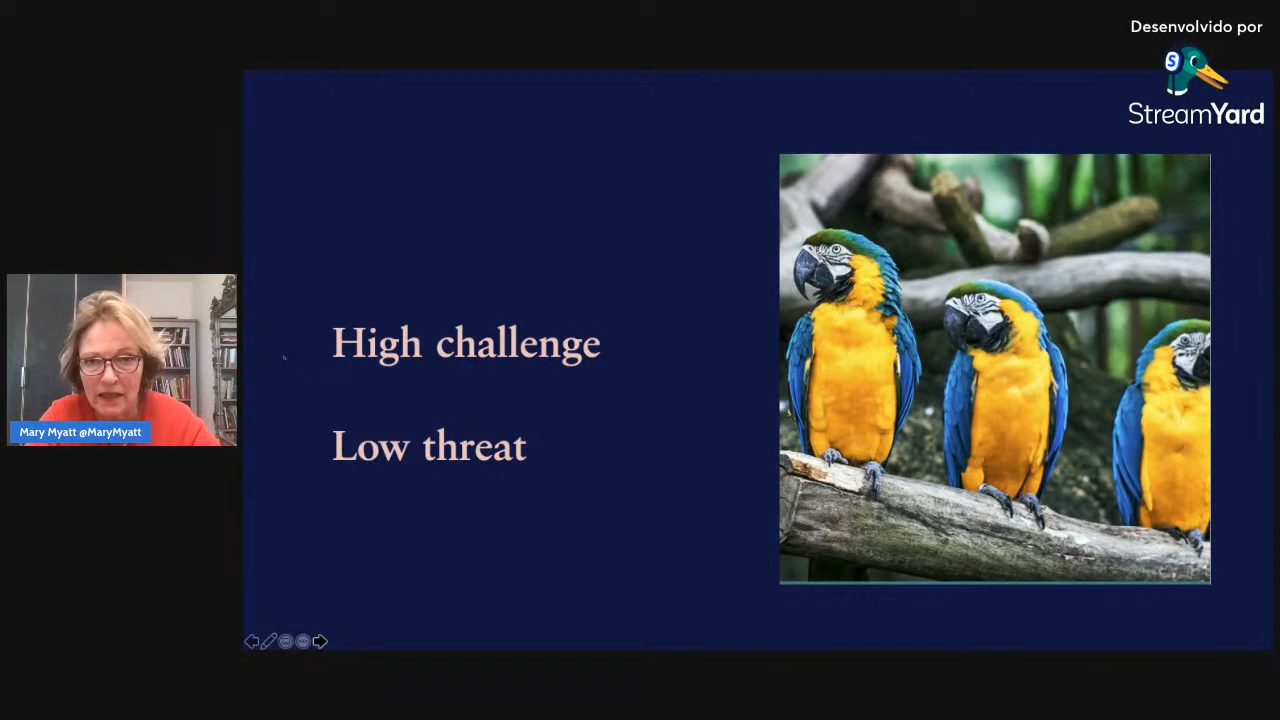 Desenvolvido por
StreamYard
High challenge
Low threat
Mary Myatt @MaryMyatt